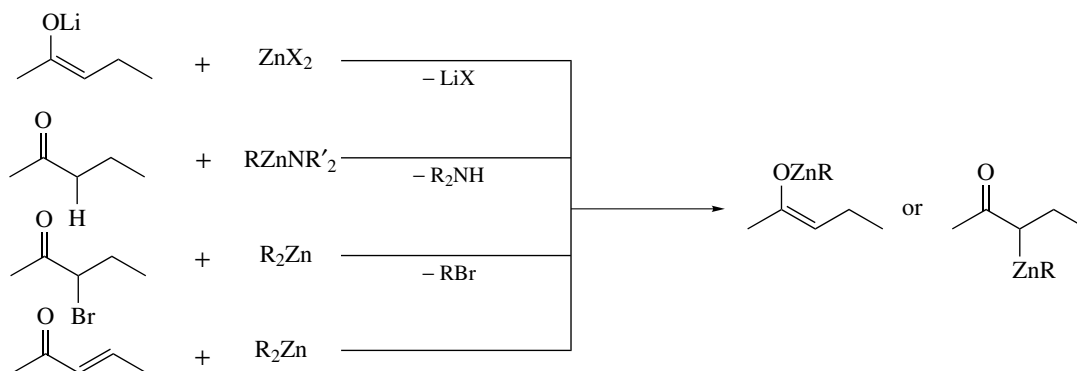 OLi
+ ZnX₂
– LiX
O
H
+ RZnNR′₂
– R₂NH
O
Br
+ R₂Zn
– RBr
O
+ R₂Zn
OZnR
or
O
ZnR